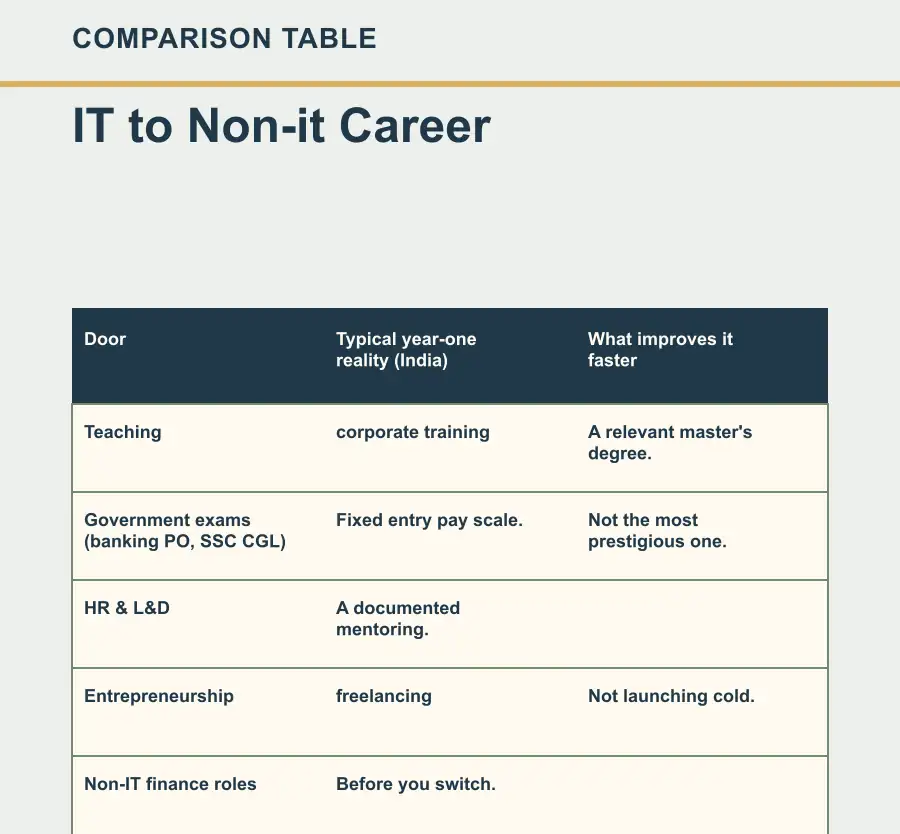 COMPARISON TABLE
IT to Non-it Career
Door
Typical year-one
reality (India)
What improves it
faster
Teaching
corporate training
A relevant master's
degree.
Government exams
(banking PO, SSC CGL)
Fixed entry pay scale.
Not the most
prestigious one.
HR & L&D
A documented
mentoring.
Entrepreneurship
freelancing
Not launching cold.
Non-IT finance roles
Before you switch.